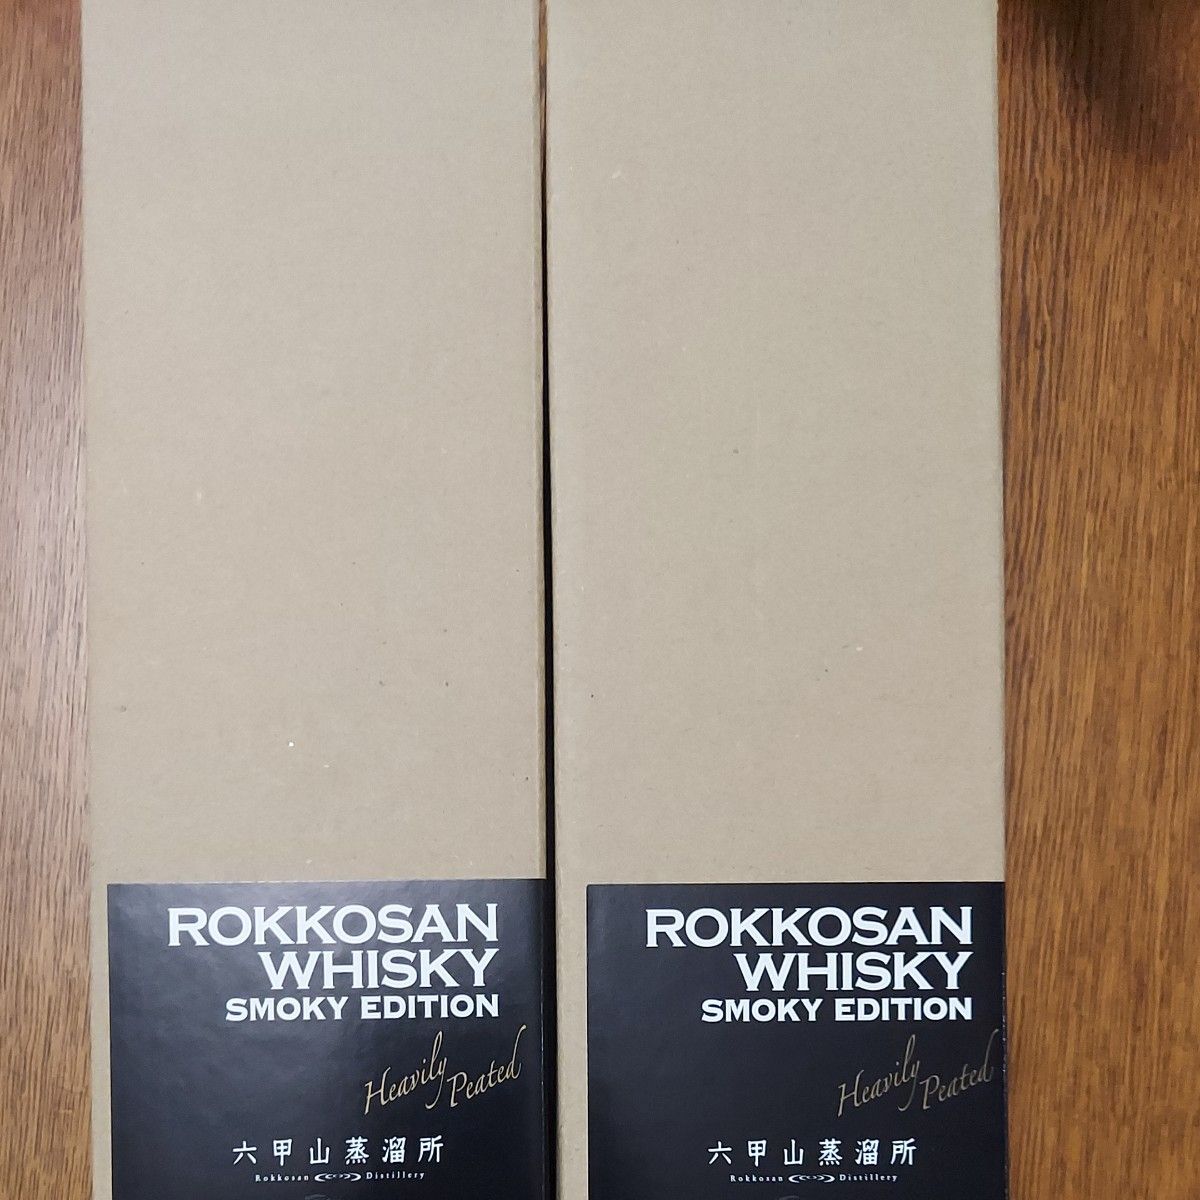 ROKKOSAN
WHISKY
SMOKY EDITION
Heavily Peated
六甲山蒸溜所
Rokkosan Distillery
ROKKOSAN
WHISKY
SMOKY EDITION
Heavily Peated
六甲山蒸溜所
Rokkosan Distillery